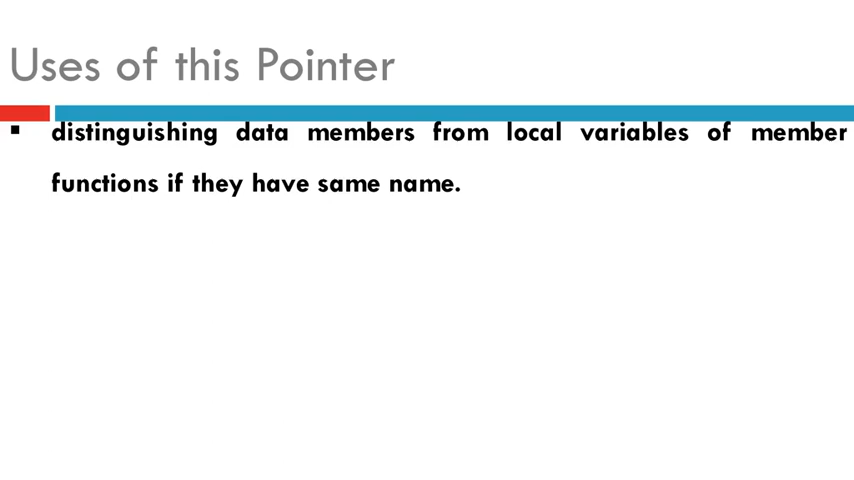 Uses of this Pointer
▪ distinguishing data members from local variables of member
functions if they have same name.